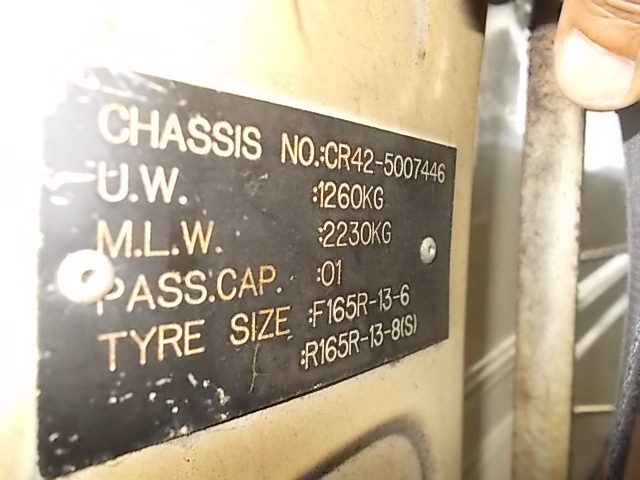 CHASSIS NO.:CR42-5007446
U.W. :1260KG
M.L.W. :2230KG
PASS.CAP. :01
TYRE SIZE :F165R-13-6
:R165R-13-8(S)